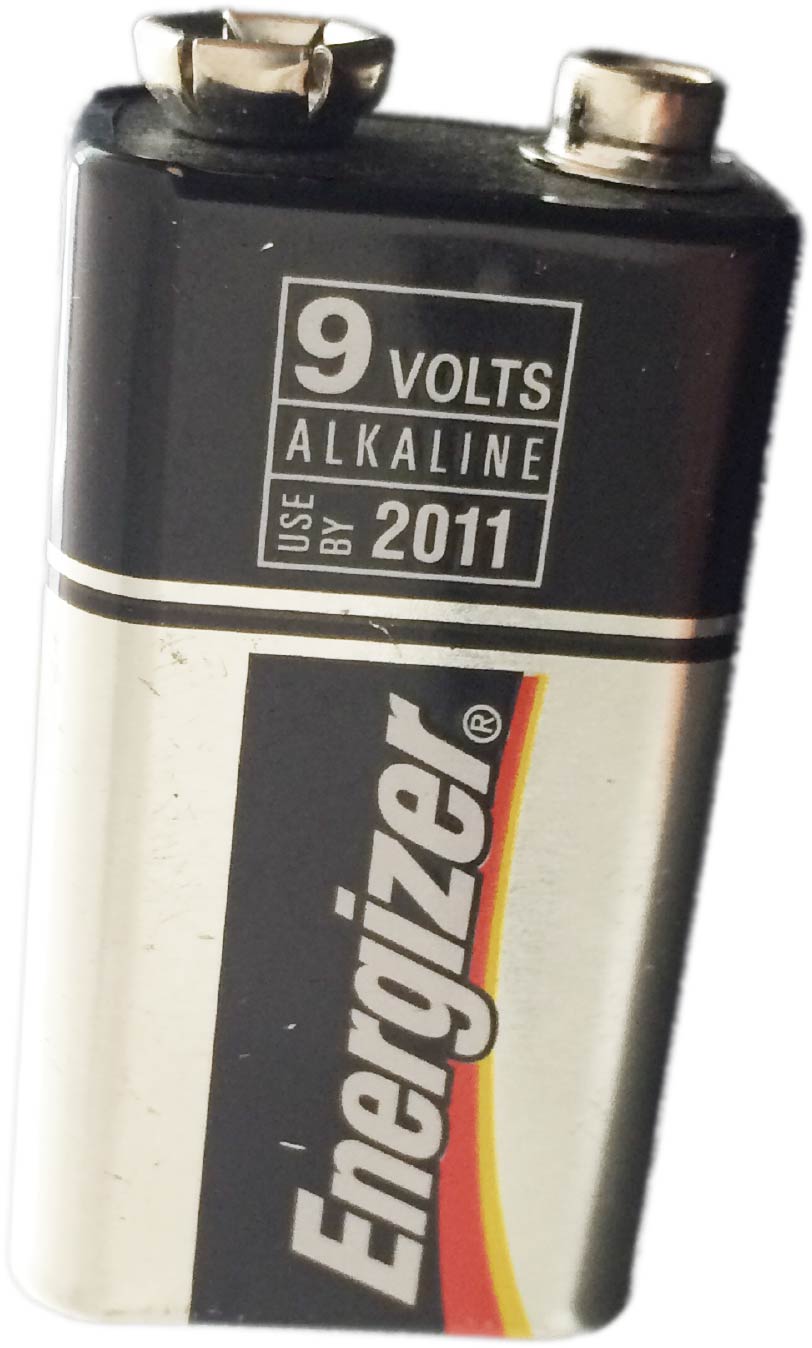 9 VOLTS
ALKALINE
USE BY 2011
Energizer®